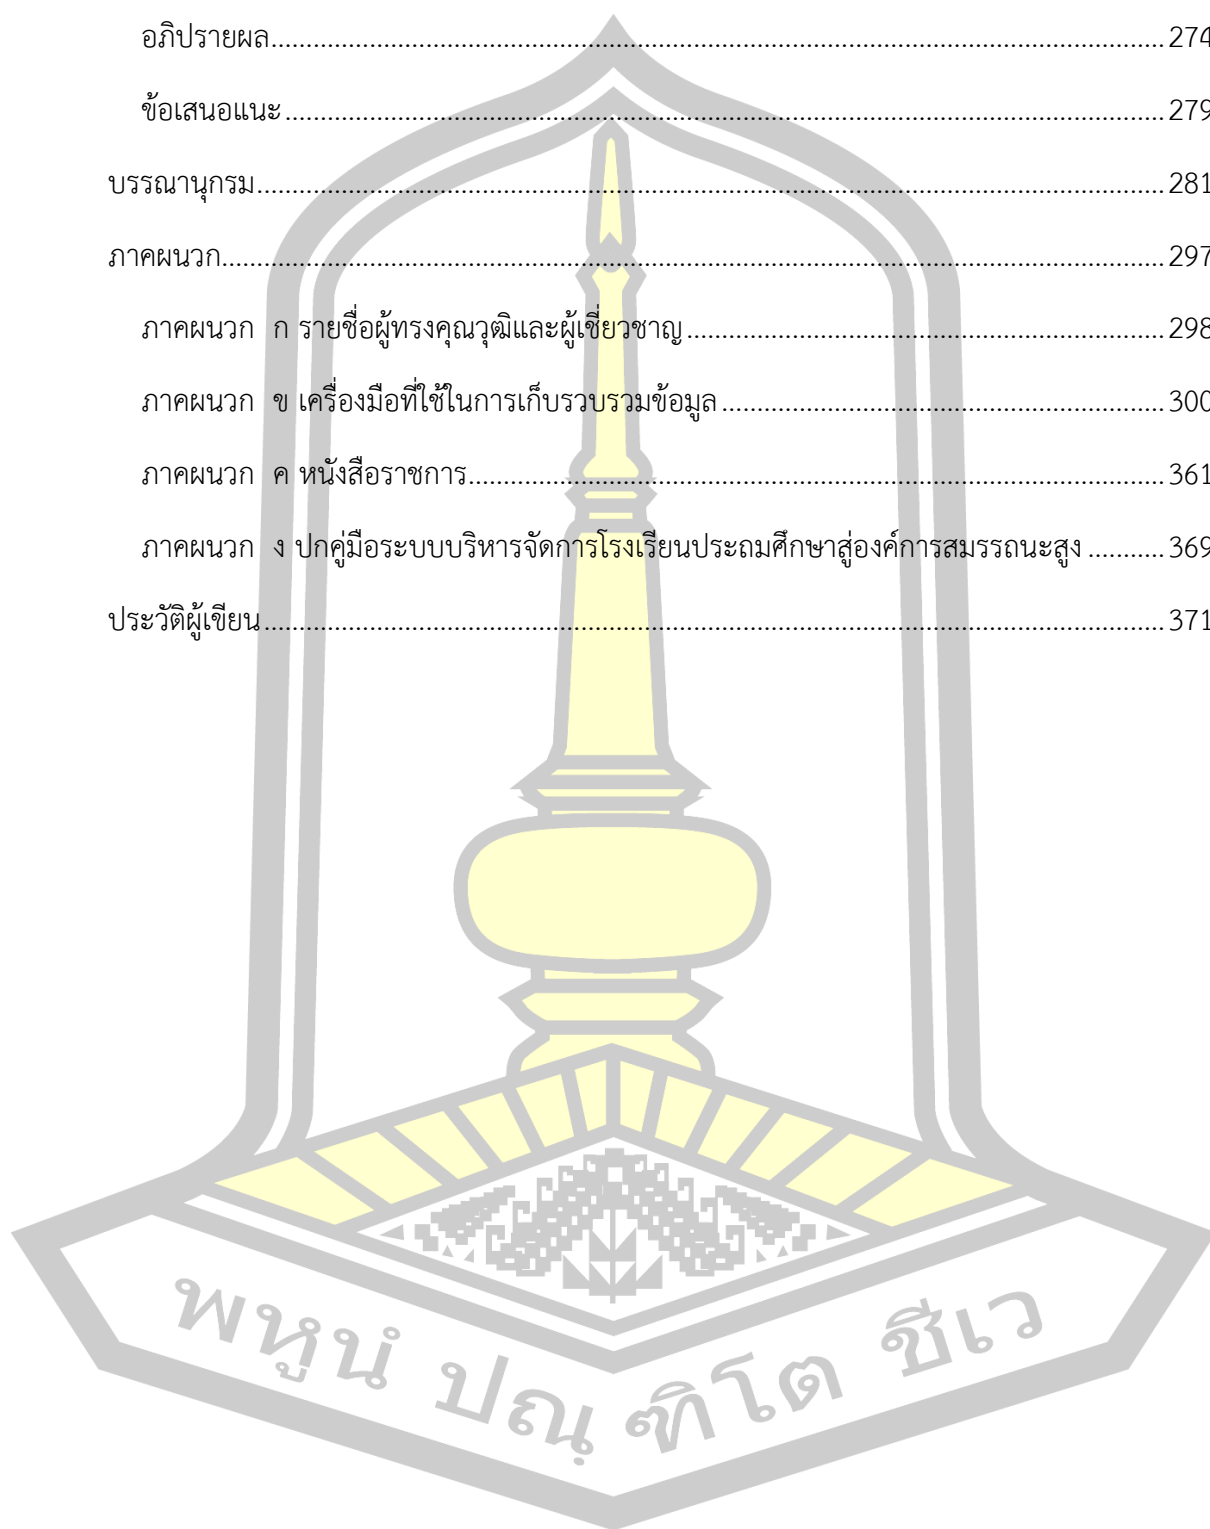 อภิปรายผล........................................................................................................ 274
ข้อเสนอแนะ...................................................................................................... 279
บรรณานุกรม.......................................................................................................... 281
ภาคผนวก.............................................................................................................. 297
ภาคผนวก ก รายชื่อผู้ทรงคุณวุฒิและผู้เชี่ยวชาญ........................................................ 298
ภาคผนวก ข เครื่องมือที่ใช้ในการเก็บรวบรวมข้อมูล.................................................... 300
ภาคผนวก ค หนังสือราชการ................................................................................ 361
ภาคผนวก ง ปกคู่มือระบบบริหารจัดการโรงเรียนประถมศึกษาสู่องค์การสมรรถนะสูง ......... 369
ประวัติผู้เขียน......................................................................................................... 371
พหูนํ ปณฺฑิโต ชีเว